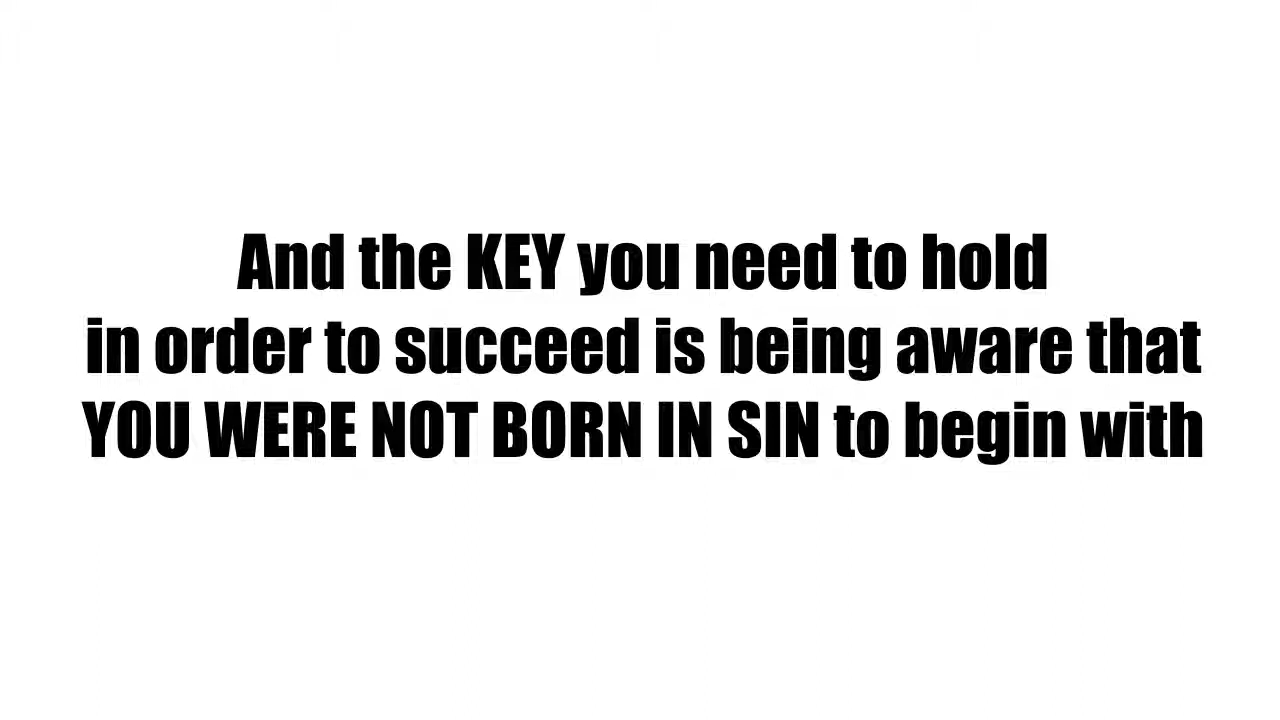 And the KEY you need to hold
in order to succeed is being aware that
YOU WERE NOT BORN IN SIN to begin with